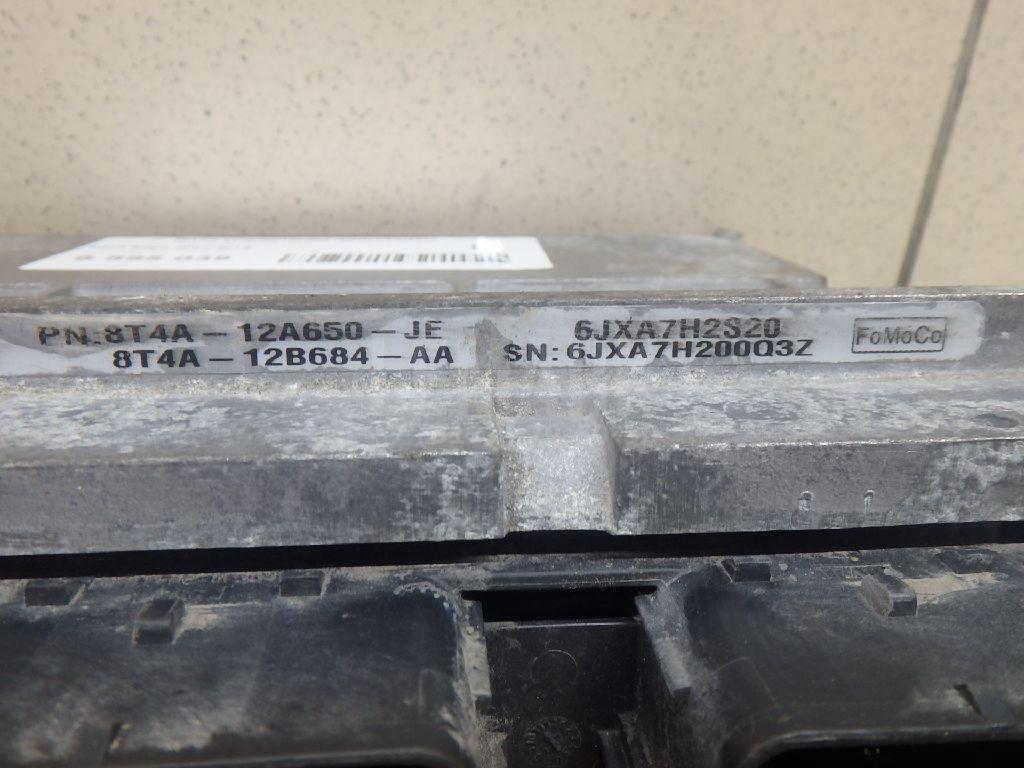 PN:8T4A-12A650-JE
8T4A-12B684-AA
6JXA7H2S20
SN:6JXA7H200Q3Z
FoMoCo